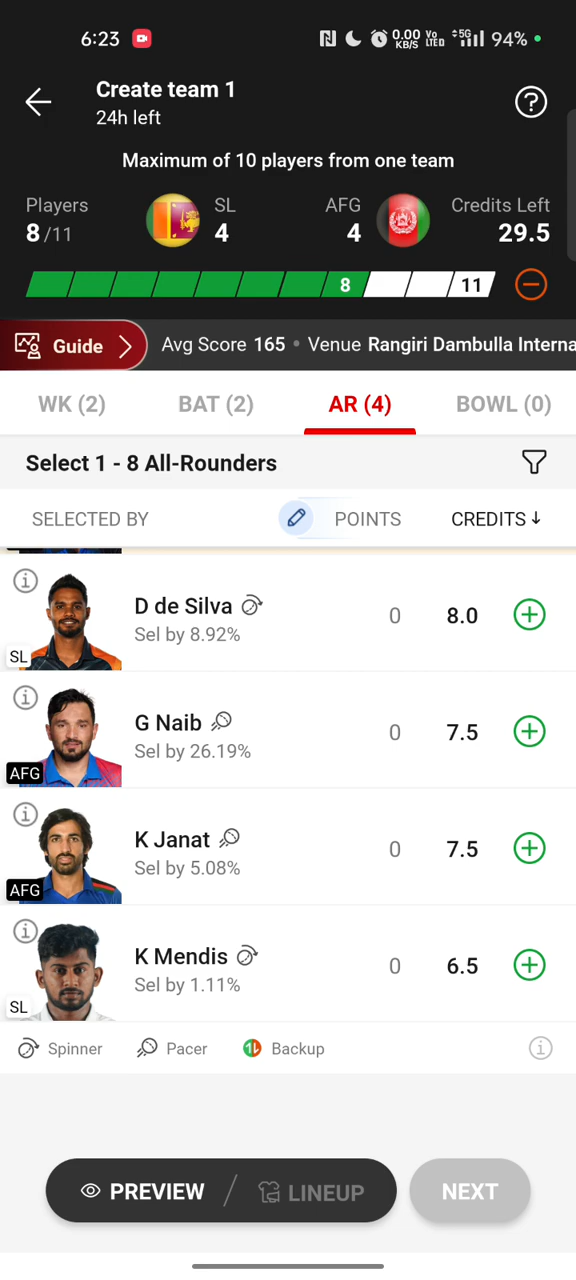 6:23 0.00 KB/S Vo LTED 5G 94%
Create team 1
24h left
Maximum of 10 players from one team
Players SL AFG Credits Left
8/11 4 4 29.5
8 11
Guide Avg Score 165 • Venue Rangiri Dambulla Interna
WK (2) BAT (2) AR (4) BOWL (0)
Select 1 - 8 All-Rounders
SELECTED BY POINTS CREDITS ↓
D de Silva 0 8.0
Sel by 8.92%
SL
G Naib 0 7.5
Sel by 26.19%
AFG
K Janat 0 7.5
Sel by 5.08%
AFG
K Mendis 0 6.5
Sel by 1.11%
SL
Spinner Pacer Backup
PREVIEW / LINEUP NEXT